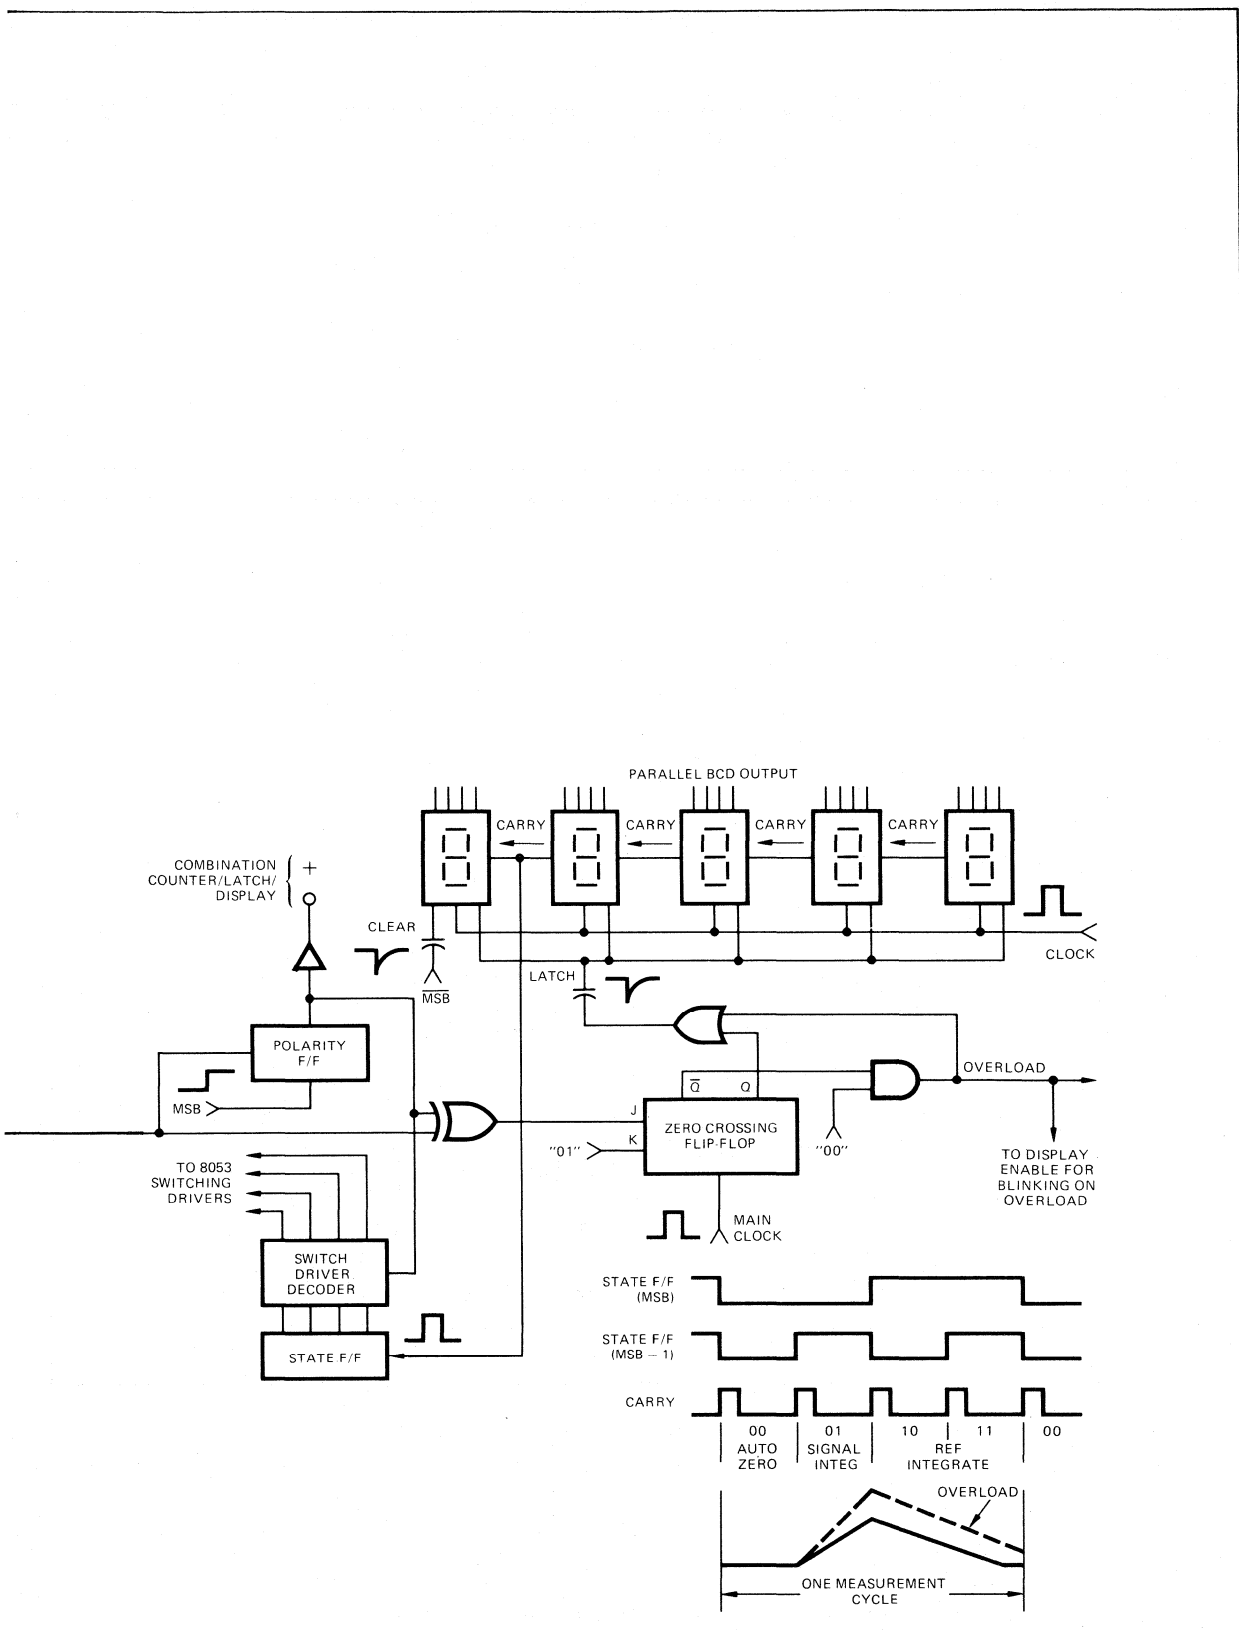 PARALLEL BCD OUTPUT
CARRY CARRY CARRY CARRY
COMBINATION
COUNTER/LATCH/
DISPLAY
+
CLEAR
MSB
LATCH
CLOCK
POLARITY
F/F
MSB
Q Q
OVERLOAD
J
K
ZERO CROSSING
FLIP-FLOP
"01"
"00"
TO DISPLAY
ENABLE FOR
BLINKING ON
OVERLOAD
TO 8053
SWITCHING
DRIVERS
MAIN
CLOCK
SWITCH
DRIVER
DECODER
STATE F/F
STATE F/F
(MSB)
STATE F/F
(MSB – 1)
CARRY
00 01 10 11 00
AUTO
ZERO
SIGNAL
INTEG
REF
INTEGRATE
OVERLOAD
ONE MEASUREMENT
CYCLE